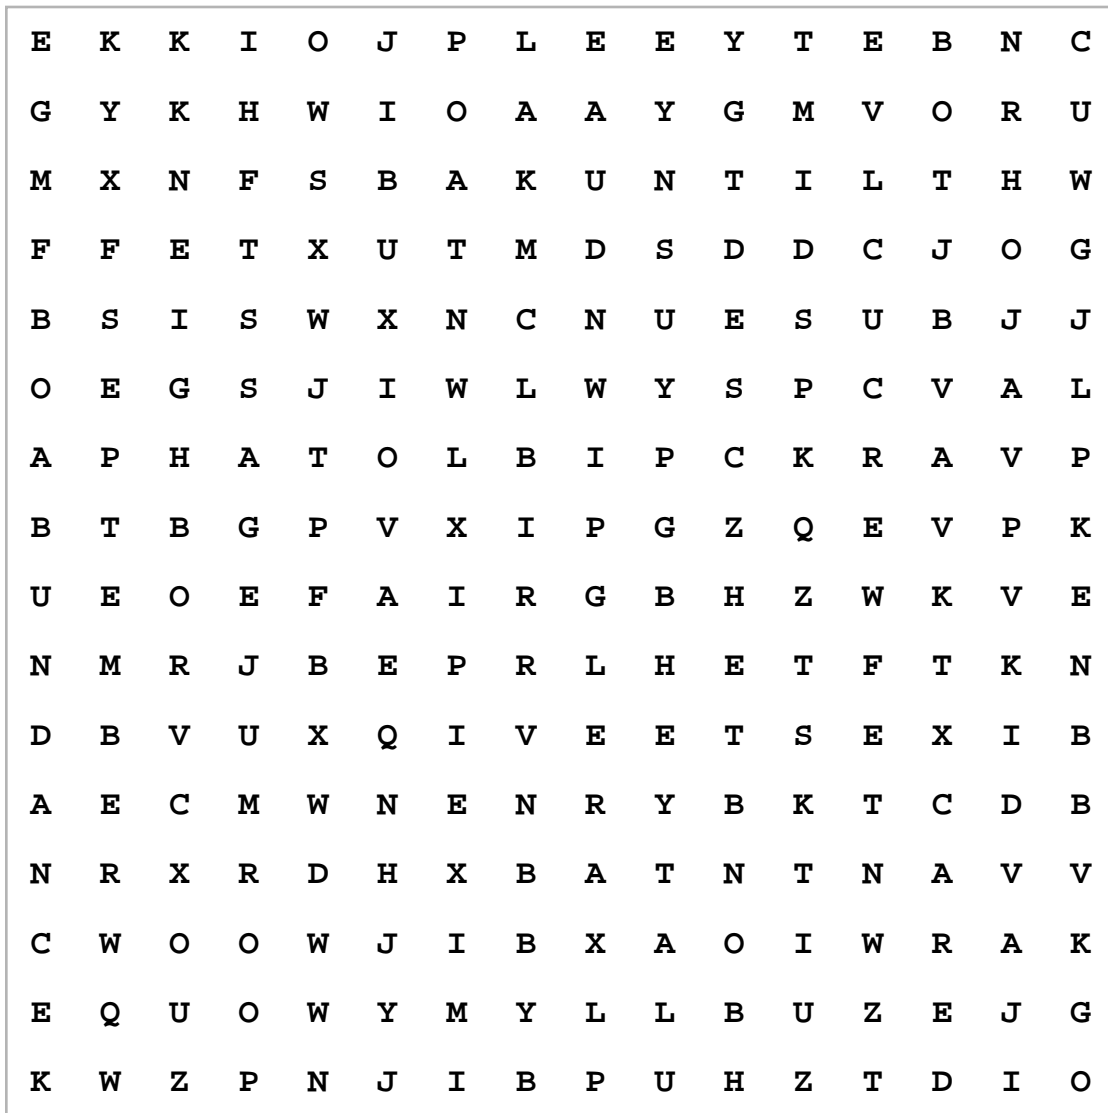 E K K I O J P L E E Y T E B N C
G Y K H W I O A A Y G M V O R U
M X N F S B A K U N T I L T H W
F F E T X U T M D S D D C J O G
B S I S W X N C N U E S U B J J
O E G S J I W L W Y S P C V A L
A P H A T O L B I P C K R A V P
B T B G P V X I P G Z Q E V P K
U E O E F A I R G B H Z W K V E
N M R J B E P R L H E T F T K N
D B V U X Q I V E E T S E X I B
A E C M W N E N R Y B K T C D B
N R X R D H X B A T N T N A V V
C W O O W J I B X A O I W R A K
E Q U O W Y M Y L L B U Z E J G
K W Z P N J I B P U H Z T D I O